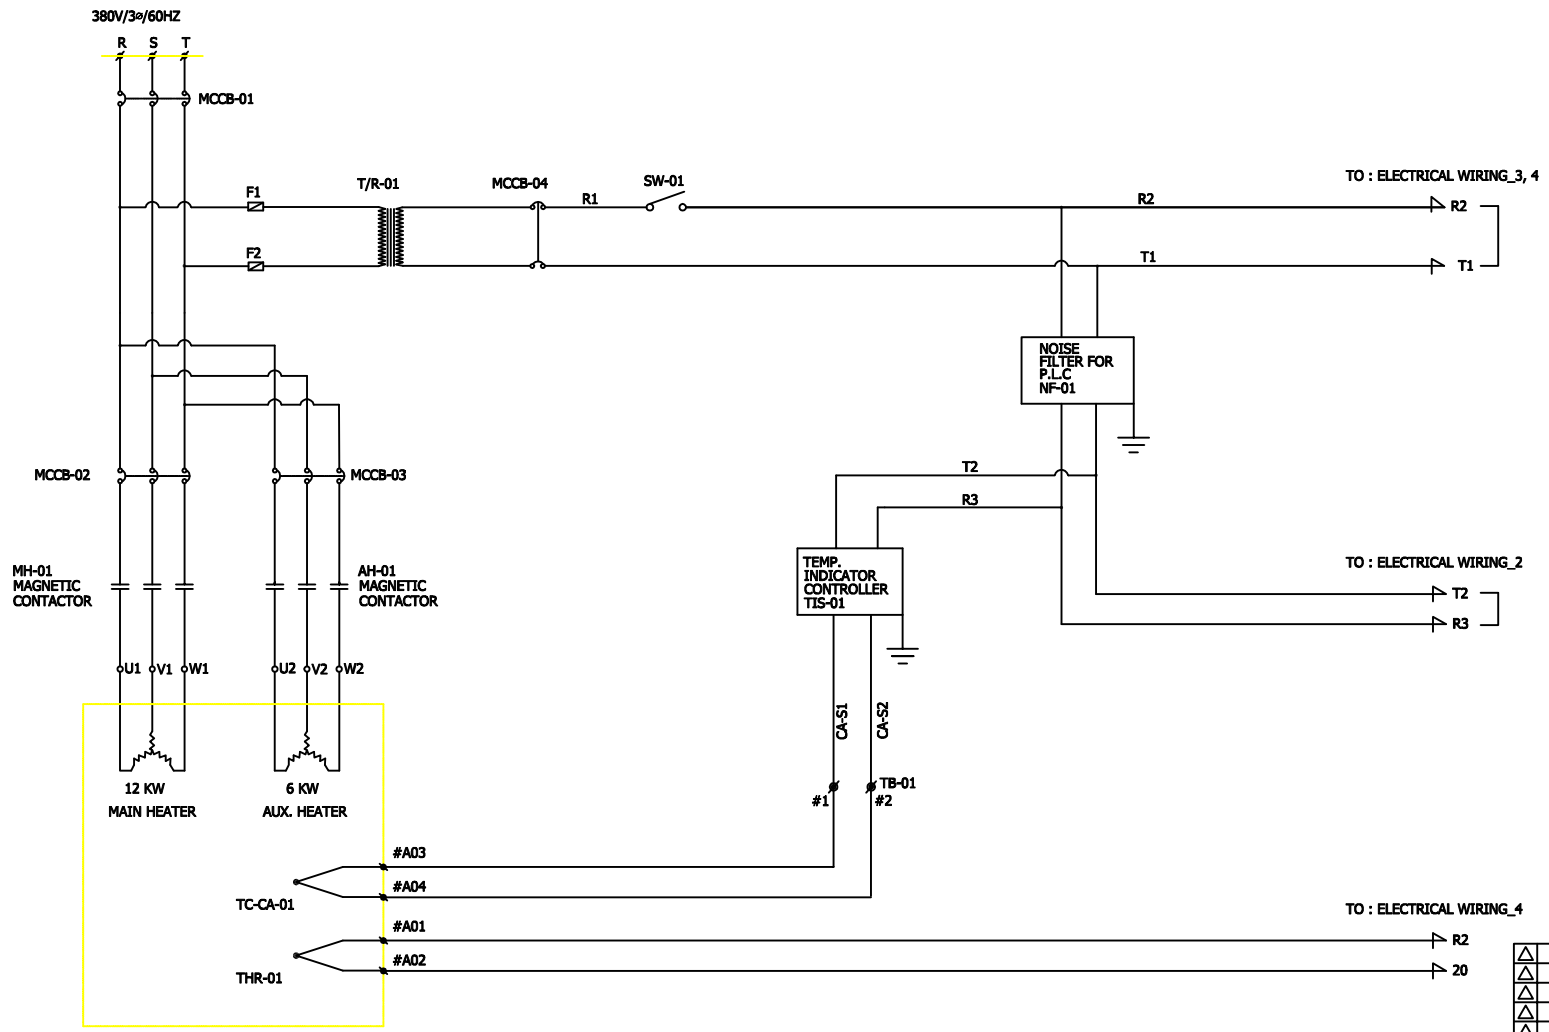 380V/3ø/60HZ
R S T
MCCB-01
F1
T/R-01
MCCB-04
R1
SW-01
R2
TO : ELECTRICAL WIRING_3, 4
R2
F2
T1
T1
NOISE
FILTER FOR
P.L.C
NF-01
MCCB-02
MCCB-03
T2
R3
MH-01
MAGNETIC
CONTACTOR
AH-01
MAGNETIC
CONTACTOR
TEMP.
INDICATOR
CONTROLLER
TIS-01
TO : ELECTRICAL WIRING_2
T2
R3
U1 V1 W1
U2 V2 W2
CA-S1
CA-S2
12 KW
MAIN HEATER
6 KW
AUX. HEATER
TB-01
#1
#2
#A03
#A04
TC-CA-01
#A01
#A02
THR-01
TO : ELECTRICAL WIRING_4
R2
20